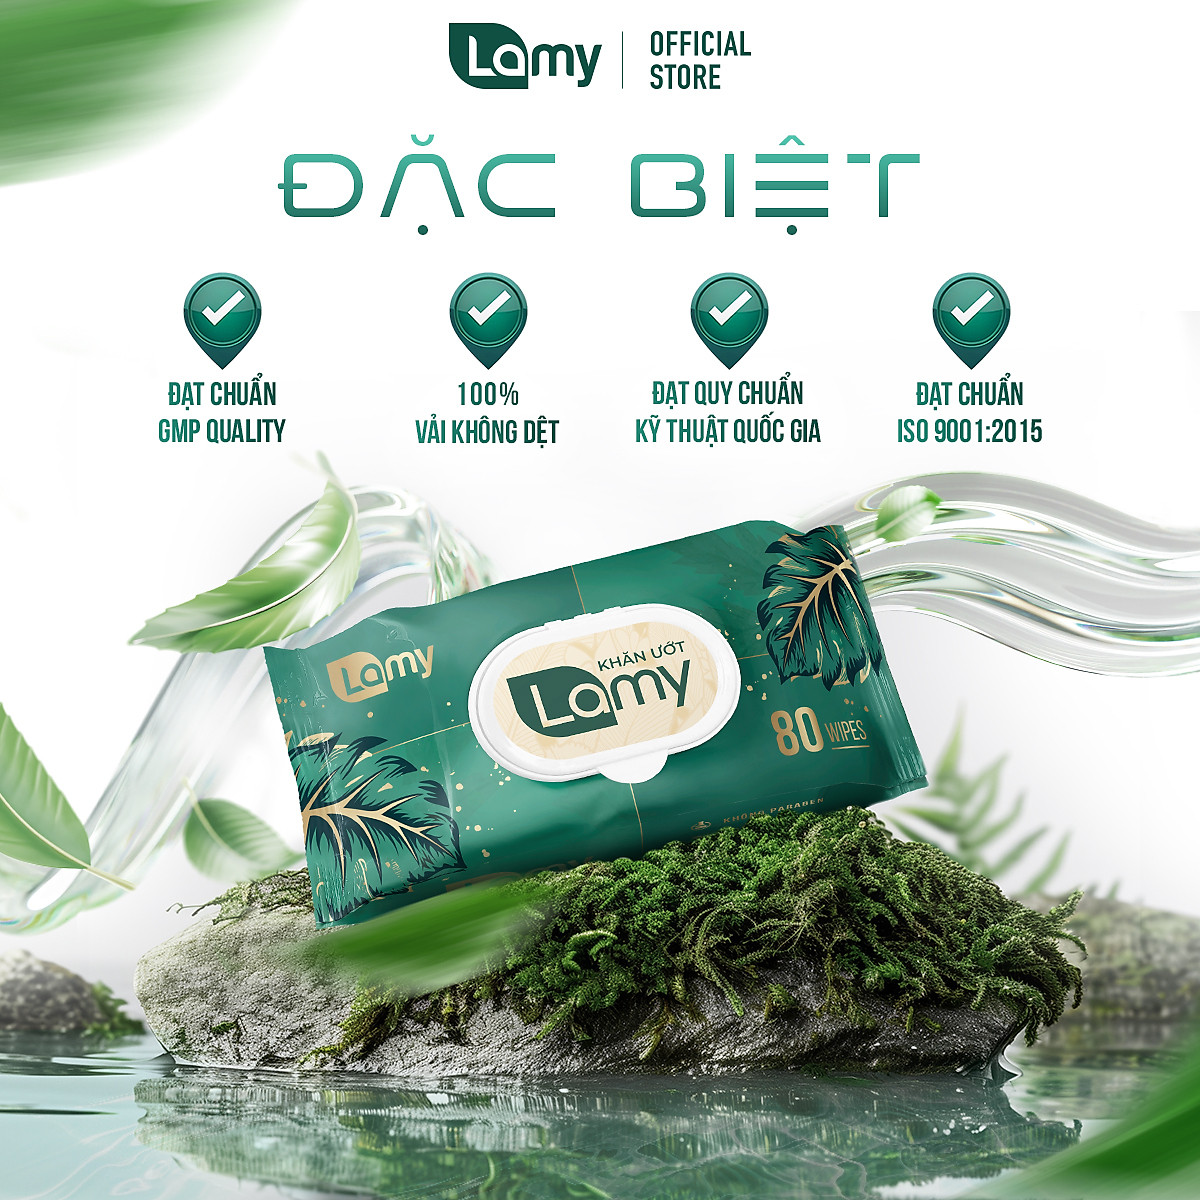 Lamy
OFFICIAL
STORE
ĐẶC BIỆT
ĐẠT CHUẨN
GMP QUALITY
100%
VẢI KHÔNG DỆT
ĐẠT QUY CHUẨN
KỸ THUẬT QUỐC GIA
ĐẠT CHUẨN
ISO 9001:2015
Lamy
KHĂN ƯỚT
Lamy
80 WIPES
KHÔNG PARABEN